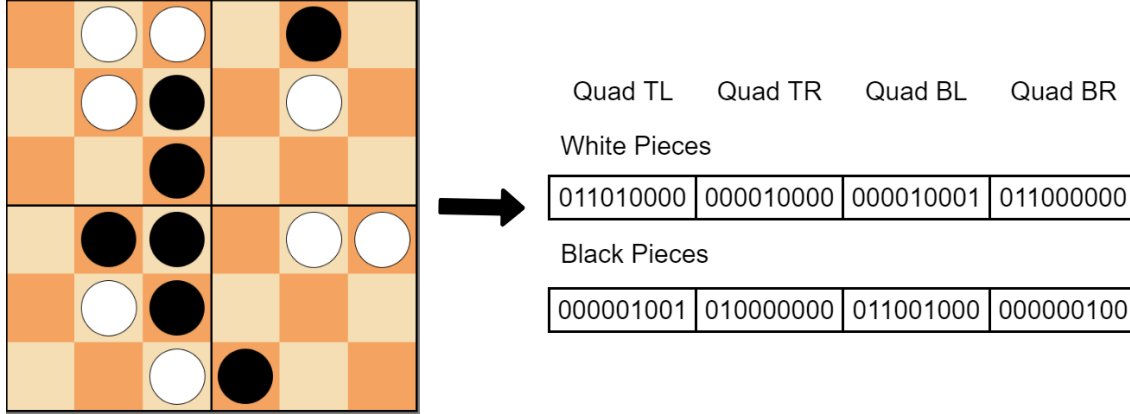 Quad TL Quad TR Quad BL Quad BR
White Pieces
011010000 000010000 000010001 011000000
Black Pieces
000001001 010000000 011001000 000000100